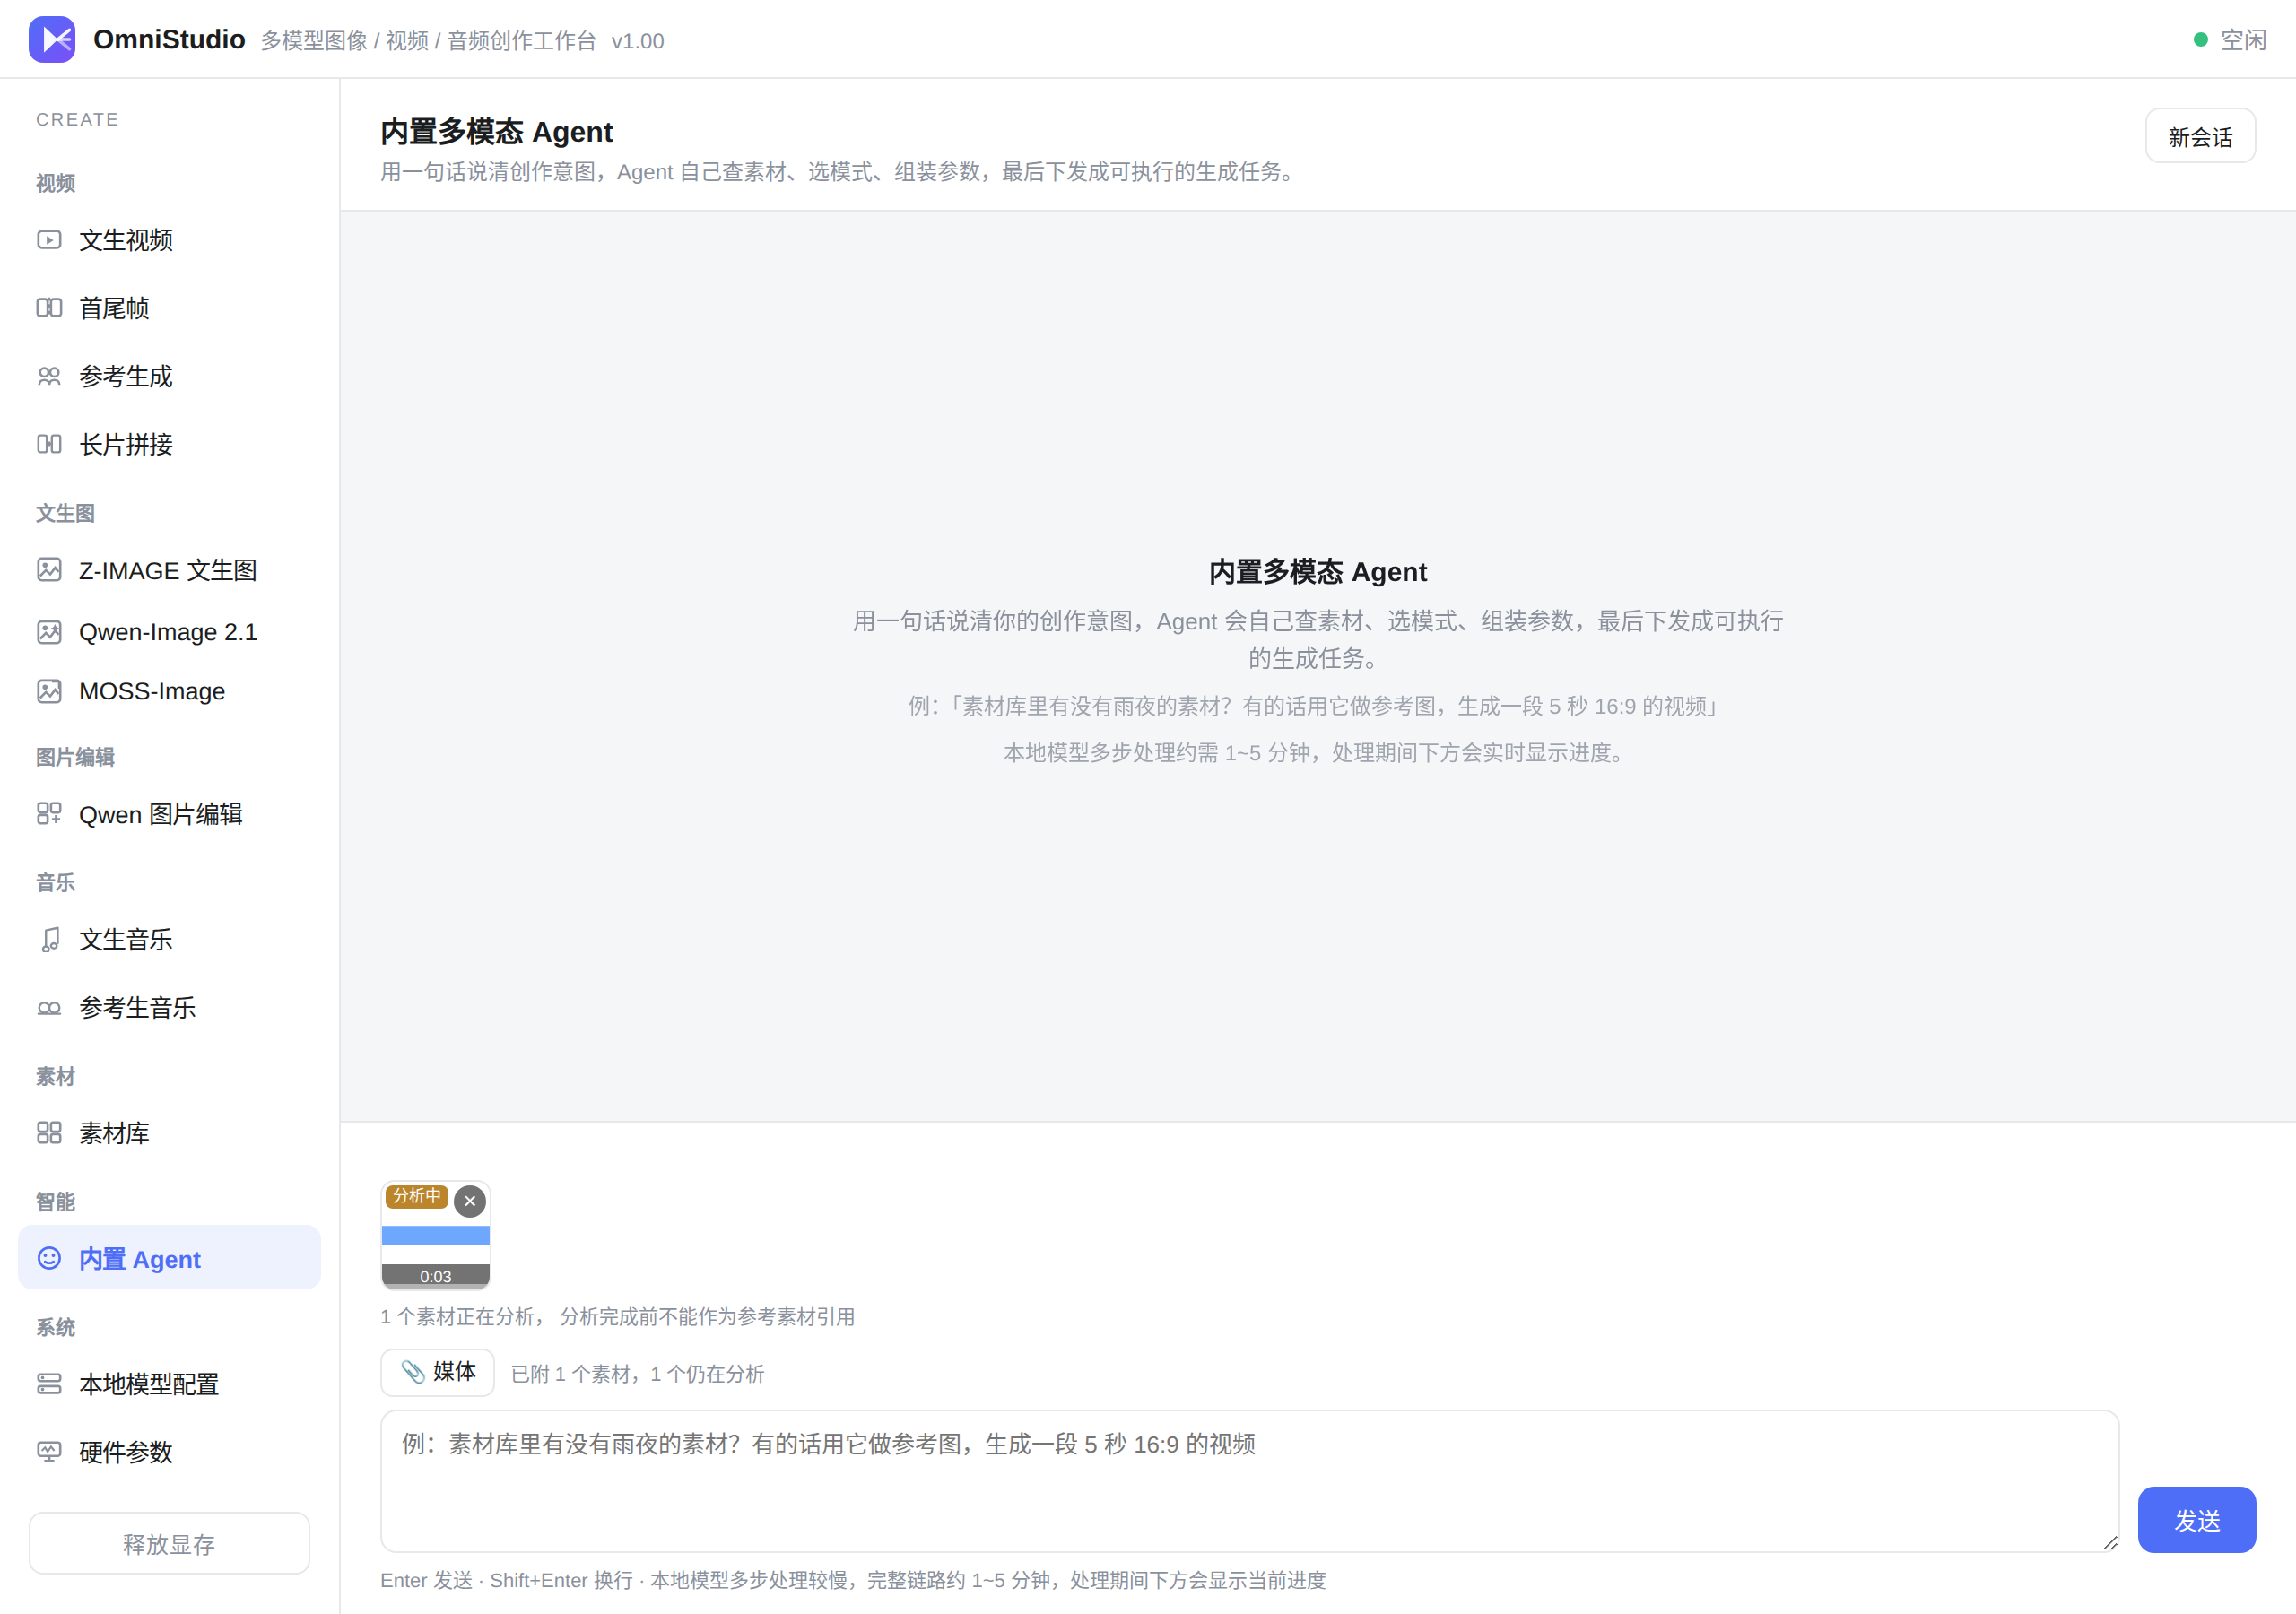 OmniStudio 多模型图像 / 视频 / 音频创作工作台 v1.00
空闲
CREATE
视频
文生视频
首尾帧
参考生成
长片拼接
文生图
Z-IMAGE 文生图
Qwen-Image 2.1
MOSS-Image
图片编辑
Qwen 图片编辑
音乐
文生音乐
参考生音乐
素材
素材库
智能
内置 Agent
系统
本地模型配置
硬件参数
释放显存
内置多模态 Agent
用一句话说清创作意图，Agent 自己查素材、选模式、组装参数，最后下发成可执行的生成任务。
新会话
内置多模态 Agent
用一句话说清你的创作意图，Agent 会自己查素材、选模式、组装参数，最后下发成可执行
的生成任务。
例：「素材库里有没有雨夜的素材？有的话用它做参考图，生成一段 5 秒 16:9 的视频」
本地模型多步处理约需 1~5 分钟，处理期间下方会实时显示进度。
分析中
0:03
1 个素材正在分析， 分析完成前不能作为参考素材引用
📎 媒体
已附 1 个素材，1 个仍在分析
例：素材库里有没有雨夜的素材？有的话用它做参考图，生成一段 5 秒 16:9 的视频
发送
Enter 发送 · Shift+Enter 换行 · 本地模型多步处理较慢，完整链路约 1~5 分钟，处理期间下方会显示当前进度